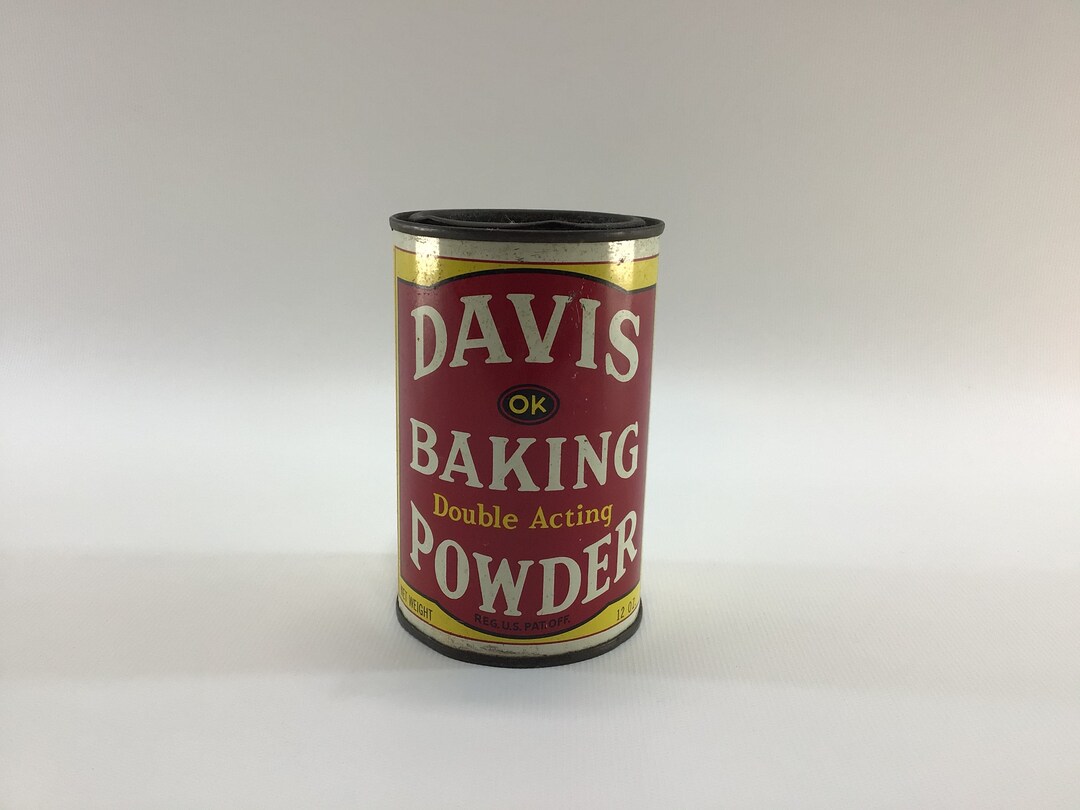 DAVIS
OK
BAKING
Double Acting
POWDER
NET WEIGHT
12 OZ.
REG. U.S. PAT. OFF.